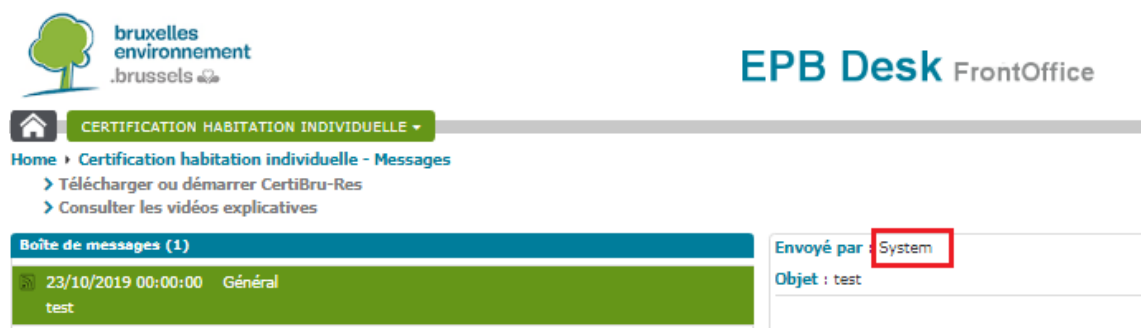 bruxelles
environnement
.brussels
EPB Desk FrontOffice
CERTIFICATION HABITATION INDIVIDUELLE
Home Certification habitation individuelle - Messages
Télécharger ou démarrer CertiBru-Res
Consulter les vidéos explicatives
Boîte de messages (1)
23/10/2019 00:00:00 Général
test
Envoyé par : System
Objet : test